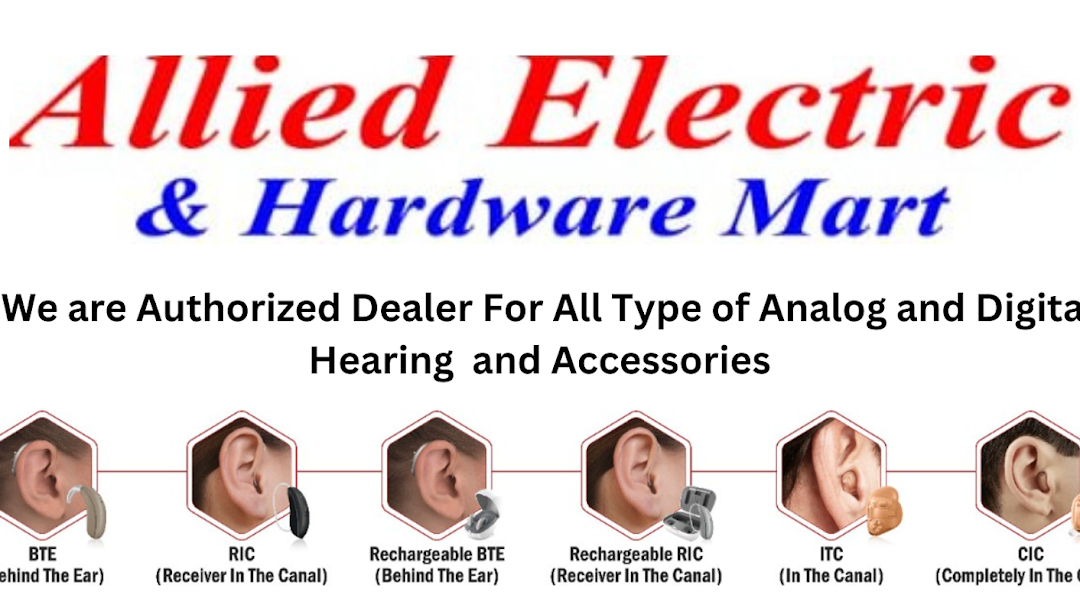 Allied Electric
& Hardware Mart
We are Authorized Dealer For All Type of Analog and Digita
Hearing and Accessories
BTE
ehind The Ear)
RIC
(Receiver In The Canal)
Rechargeable BTE
(Behind The Ear)
Rechargeable RIC
(Receiver In The Canal)
ITC
(In The Canal)
CIC
(Completely In The